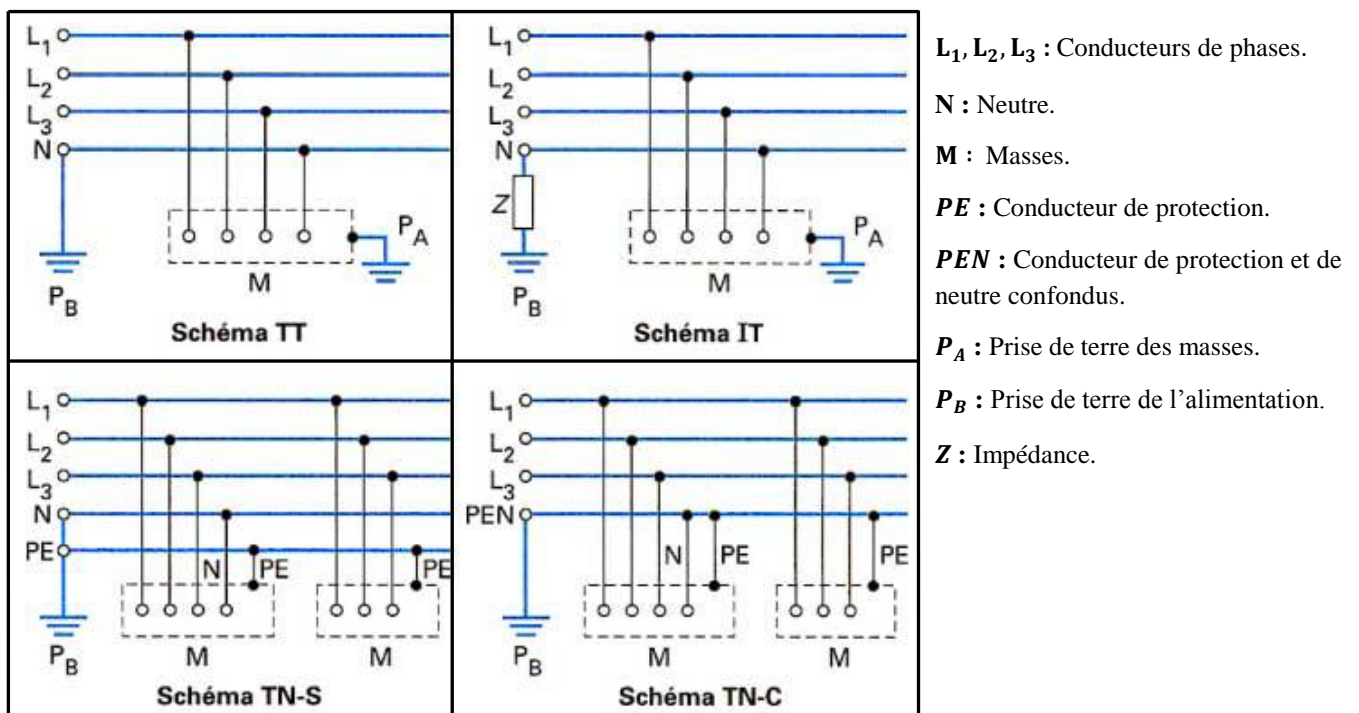 L1
L2
L3
N
PB
PA
M
Schéma TT
L1
L2
L3
N
Z
PB
PA
M
Schéma IT
L1
L2
L3
N
PE
N
PE
PE
PB
M
M
Schéma TN-S
L1
L2
L3
PEN
N
PE
PE
PB
M
M
Schéma TN-C
L1, L2, L3 : Conducteurs de phases.
N : Neutre.
M : Masses.
PE : Conducteur de protection.
PEN : Conducteur de protection et de
neutre confondus.
PA : Prise de terre des masses.
PB : Prise de terre de l'alimentation.
Z : Impédance.